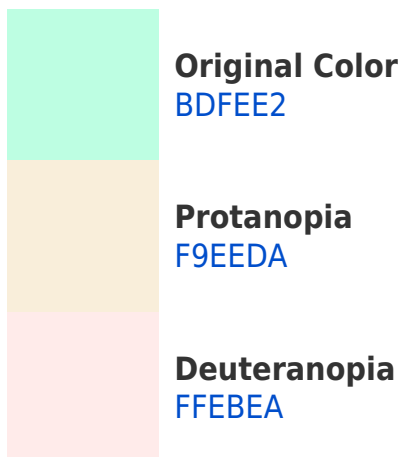 Original Color
BDFEE2
Protanopia
F9EEDA
Deuteranopia
FFEBEA